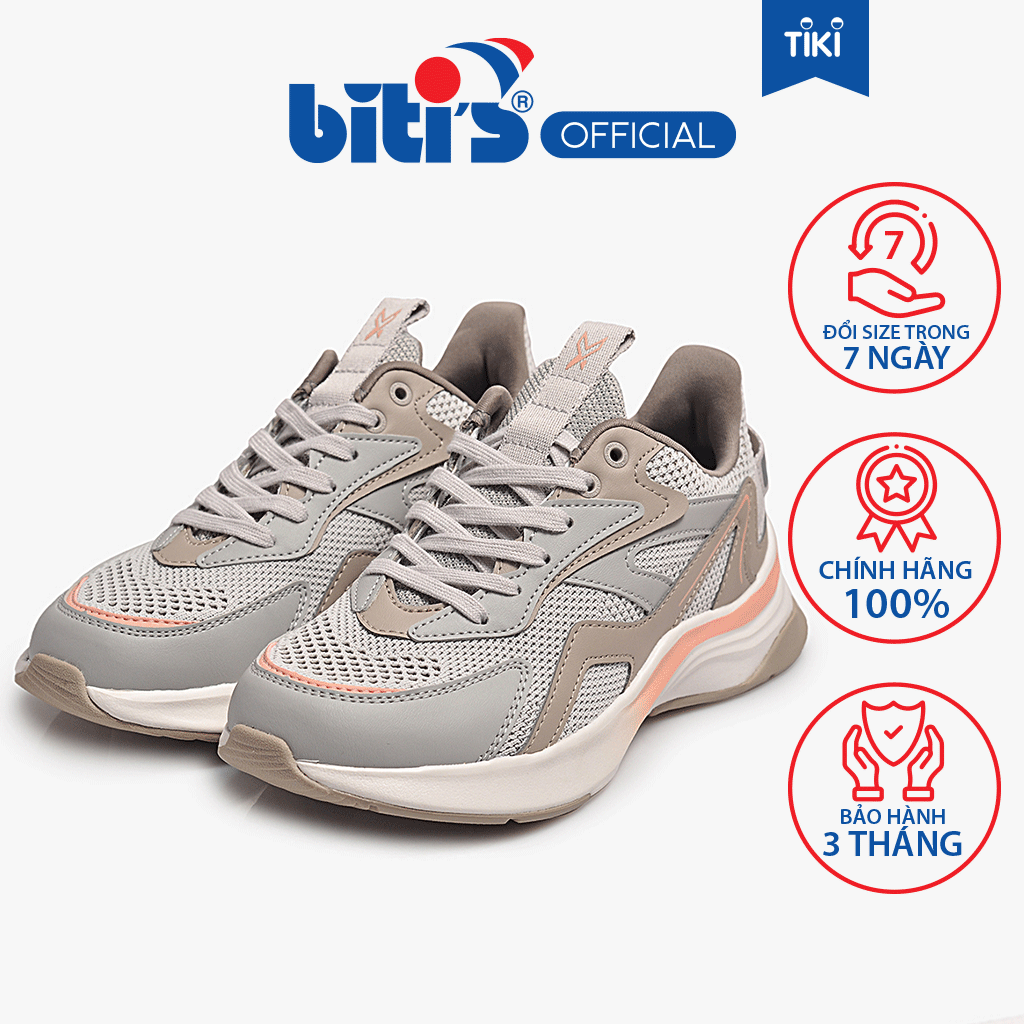 TiKi
biti's®
OFFICIAL
7
ĐỔI SIZE TRONG
7 NGÀY
CHÍNH HÃNG
100%
BẢO HÀNH
3 THÁNG